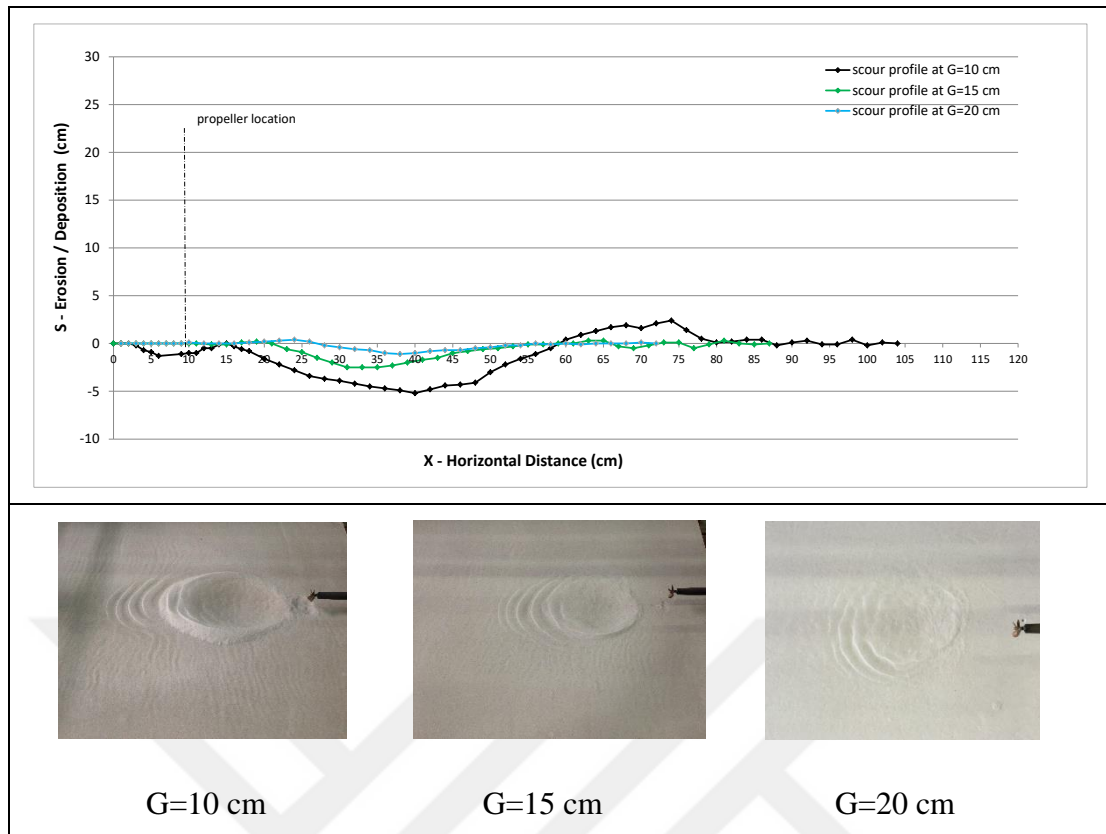 30
25
20
15
10
5
0
-5
-10
S - Erosion / Deposition (cm)
propeller location
scour profile at G=10 cm
scour profile at G=15 cm
scour profile at G=20 cm
0 5 10 15 20 25 30 35 40 45 50 55 60 65 70 75 80 85 90 95 100 105 110 115 120
X - Horizontal Distance (cm)
G=10 cm G=15 cm G=20 cm